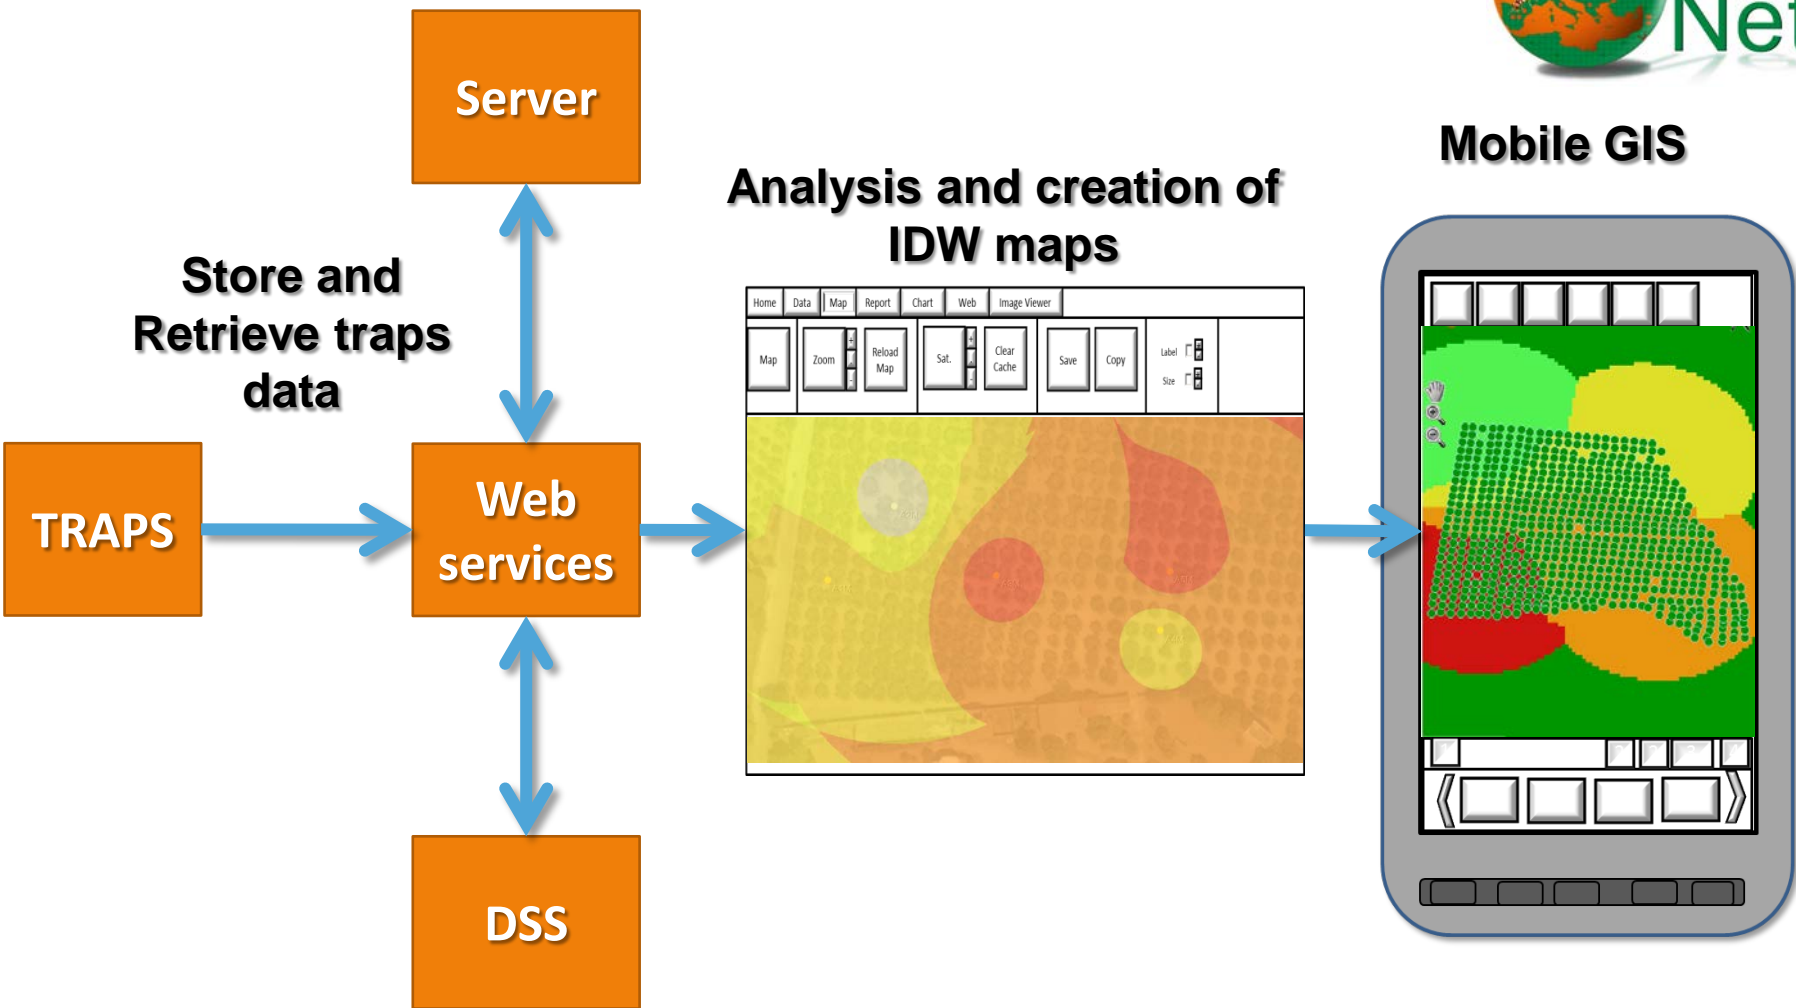 Net
Server
Mobile GIS
Analysis and creation of
IDW maps
Store and
Retrieve traps
data
Home Data Map Report Chart Web Image Viewer
Map
Zoom
+
-
Reload
Map
Sat.
+
-
Clear
Cache
Save
Copy
Label
Size
TRAPS
Web
services
DSS